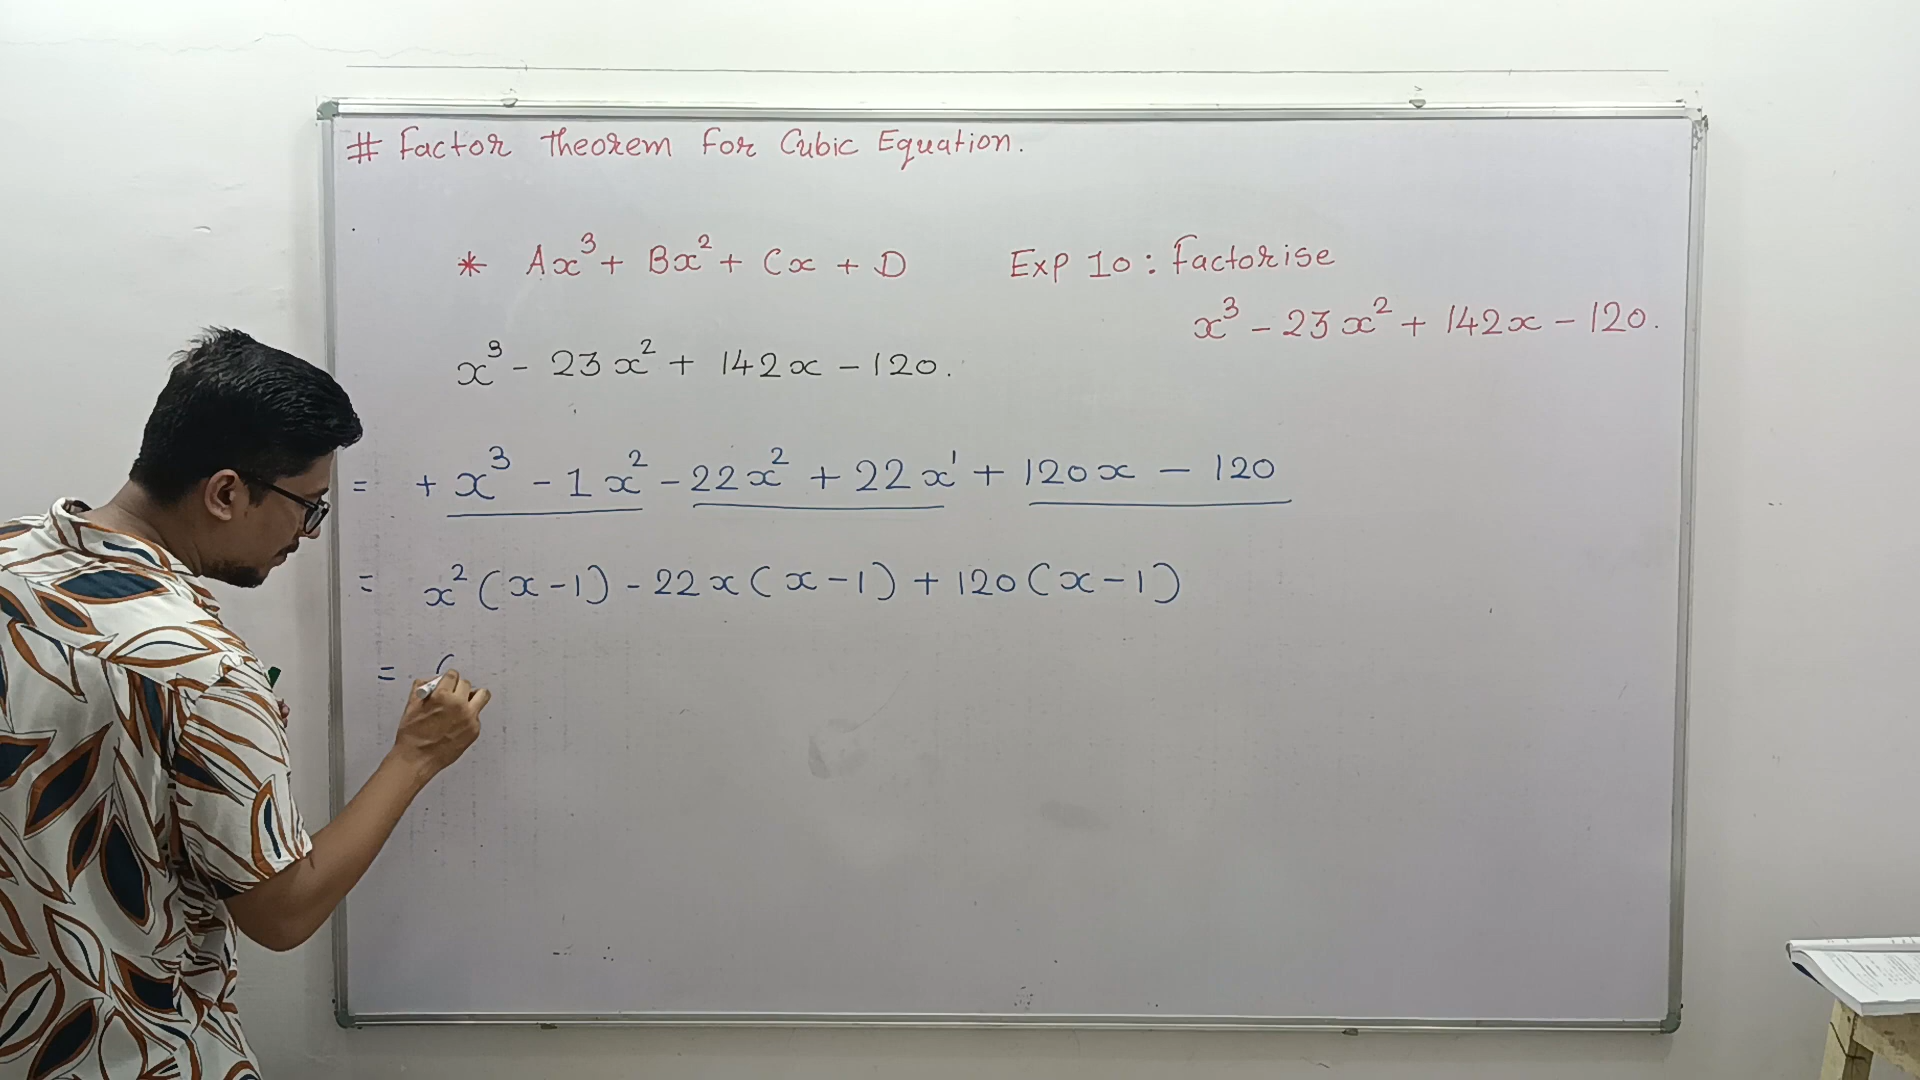 # Factor Theorem For Cubic Equation.
* Ax³ + Bx² + Cx + D
Exp 10 : Factorise
x³ - 23x² + 142x - 120.
x³ - 23x² + 142x - 120.
= + x³ - 1x² - 22x² + 22x¹ + 120x - 120
= x²(x-1) - 22x(x-1) + 120(x-1)
= (